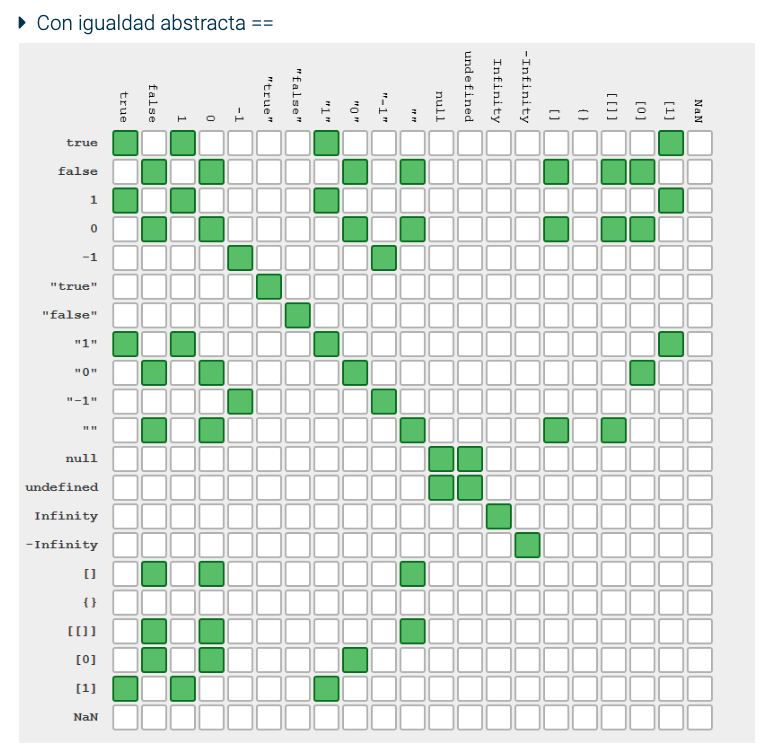 Con igualdad abstracta ==
true false 1 0 -1 "true" "false" "1" "0" "-1" "" null undefined Infinity -Infinity [] {} [[]] [0] [1] NaN
true
false
1
0
-1
"true"
"false"
"1"
"0"
"-1"
""
null
undefined
Infinity
-Infinity
[]
{}
[[]]
[0]
[1]
NaN